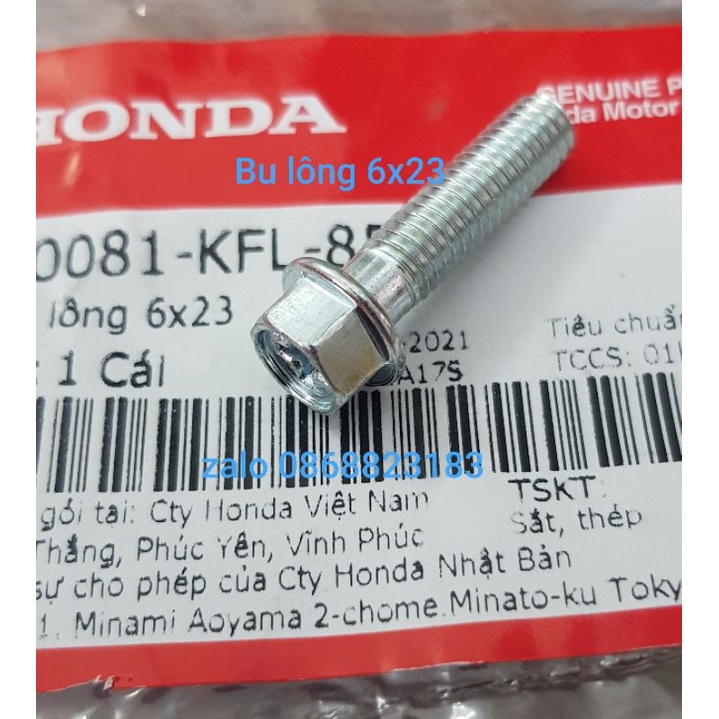 HONDA
GENUINE P
da Motor
Bu lông 6x23
0081-KFL-85
lông 6x23
1 Cái
-2021
A17S
Tiêu chuẩ
TCCS: 01
zalo 0868823183
gói tại: Cty Honda Việt Nam
Thắng, Phúc Yên, Vĩnh Phúc
sự cho phép của Cty Honda Nhật Bản
1. Minami Aoyama 2-chome.Minato-ku Toky
TSKT:
Sắt, thép